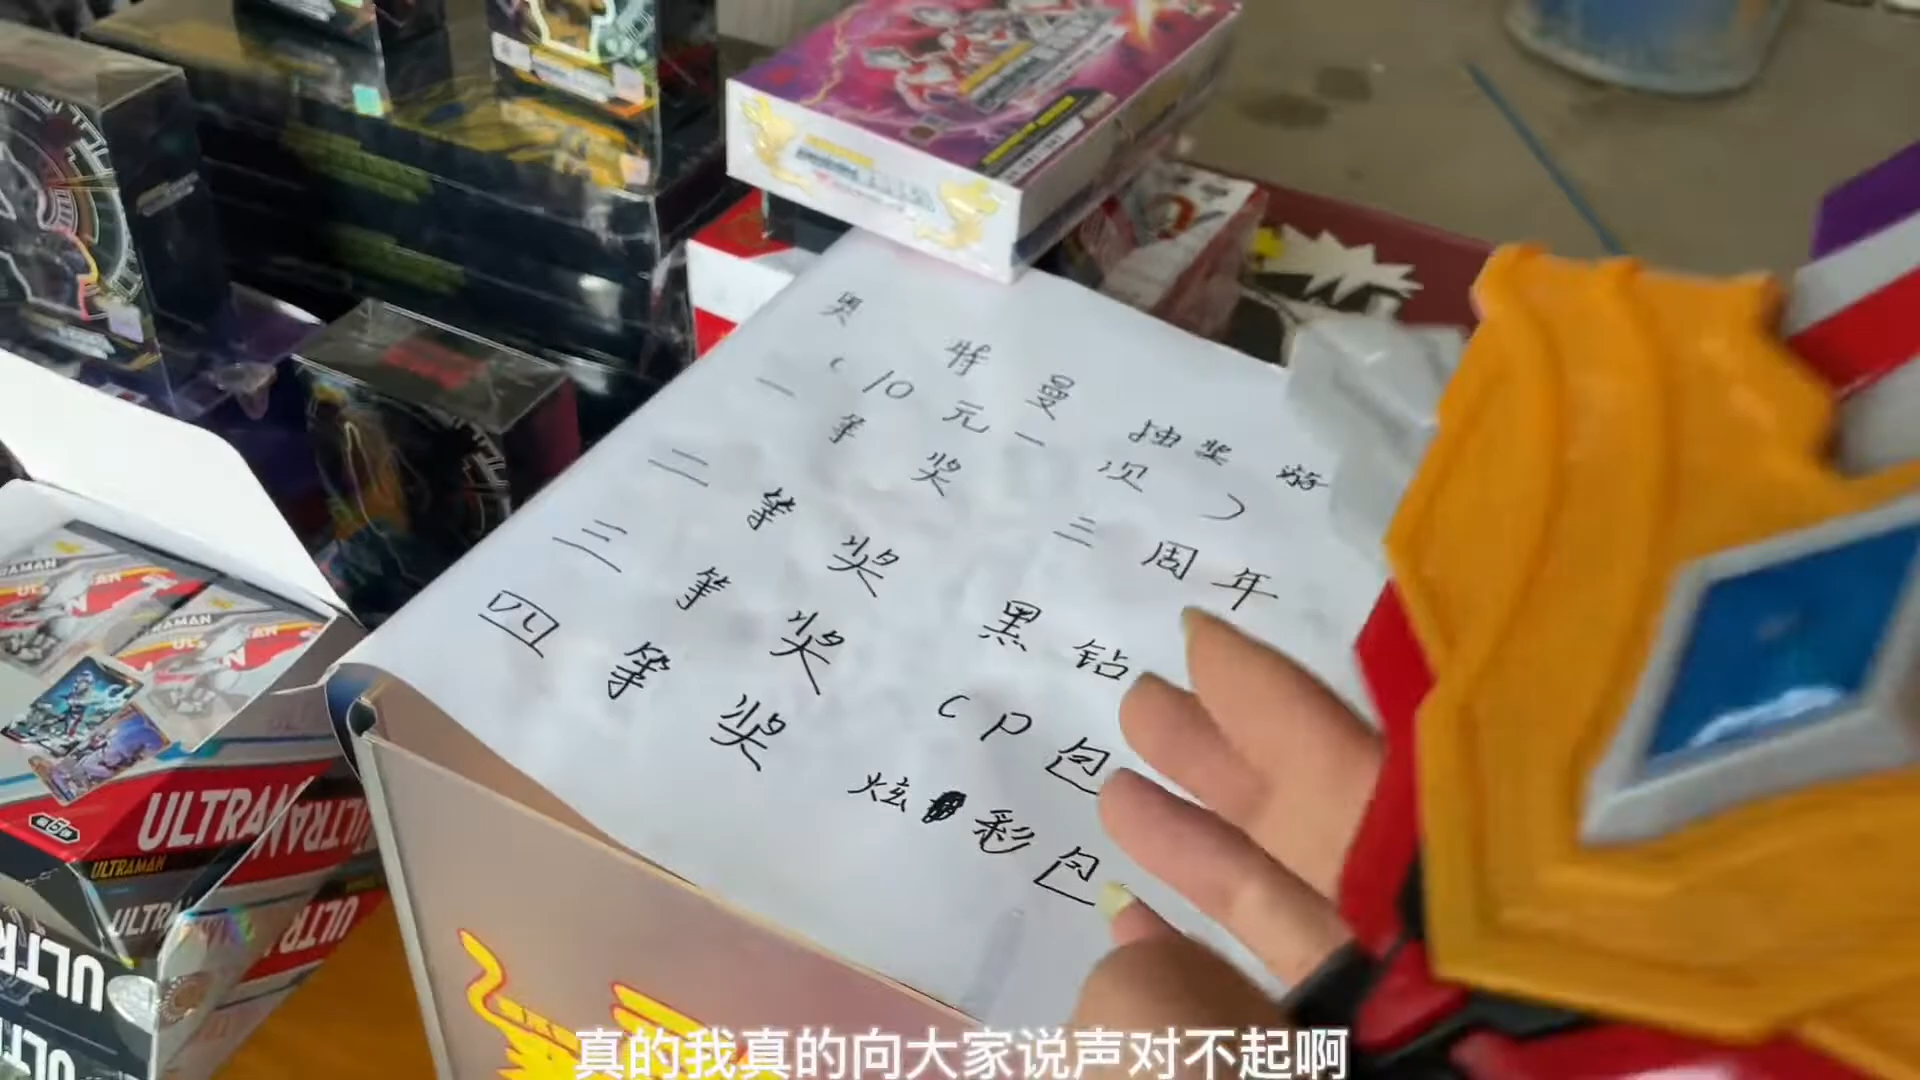 奥特曼抽奖游
(10元一次)
一等奖 三周年
二等奖 黑钻
三等奖 CP包
四等奖 炫彩包
ULTRAMAN
ULTRAMAN
真的我真的向大家说声对不起啊